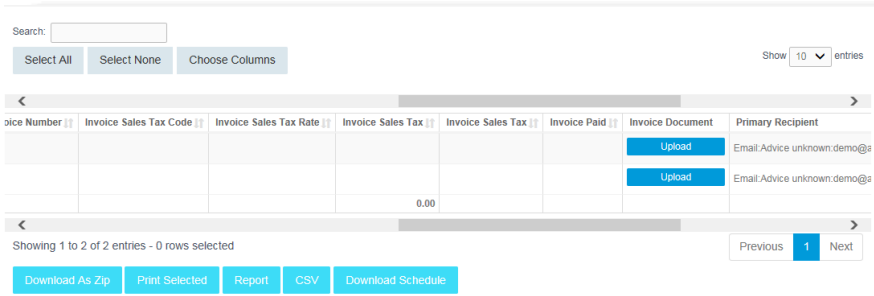 Search:
Select All Select None Choose Columns
Show 10 entries
oice Number Invoice Sales Tax Code Invoice Sales Tax Rate Invoice Sales Tax Invoice Sales Tax Invoice Paid Invoice Document Primary Recipient
Upload Email:Advice unknown:demo@a
Upload Email:Advice unknown:demo@a
0.00
Showing 1 to 2 of 2 entries - 0 rows selected
Previous 1 Next
Download As Zip Print Selected Report CSV Download Schedule